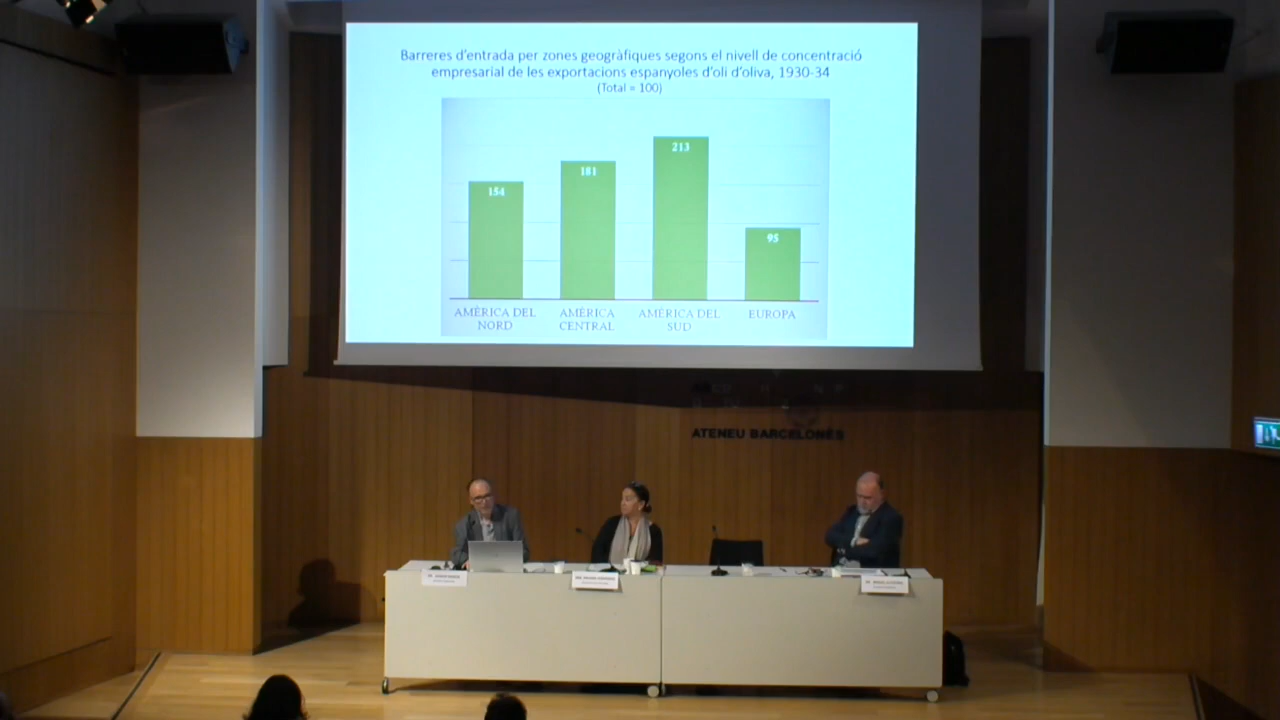 Barreres d'entrada per zones geogràfiques segons el nivell de concentració
empresarial de les exportacions espanyoles d'oli d'oliva, 1930-34
(Total = 100)
154
181
213
95
AMÈRICA DEL
NORD
AMÈRICA
CENTRAL
AMÈRICA DEL
SUD
EUROPA
ATENEU BARCELONÈS